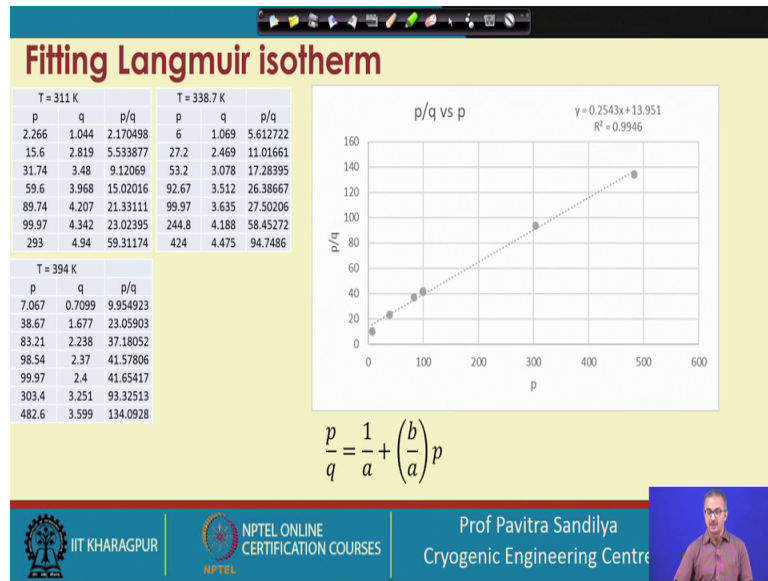 Fitting Langmuir isotherm
T = 311 K
p q p/q
2.266 1.044 2.170498
15.6 2.819 5.533877
31.74 3.48 9.12069
59.6 3.968 15.02016
89.74 4.207 21.33111
99.97 4.342 23.02395
293 4.94 59.31174
T = 338.7 K
p q p/q
6 1.069 5.612722
27.2 2.469 11.01661
53.2 3.078 17.28395
92.67 3.512 26.38667
99.97 3.635 27.50206
244.8 4.188 58.45272
424 4.475 94.7486
T = 394 K
p q p/q
7.067 0.7099 9.954923
38.67 1.677 23.05903
83.21 2.238 37.18052
98.54 2.37 41.57806
99.97 2.4 41.65417
303.4 3.251 93.32513
482.6 3.599 134.0928
p/q vs p
y = 0.2543x + 13.951
R² = 0.9946
160
140
120
100
80
60
40
20
0
p/q
0 100 200 300 400 500 600
p
p/q = 1/a + (b/a) p
IIT KHARAGPUR
NPTEL
NPTEL ONLINE
CERTIFICATION COURSES
Prof Pavitra Sandilya
Cryogenic Engineering Centre